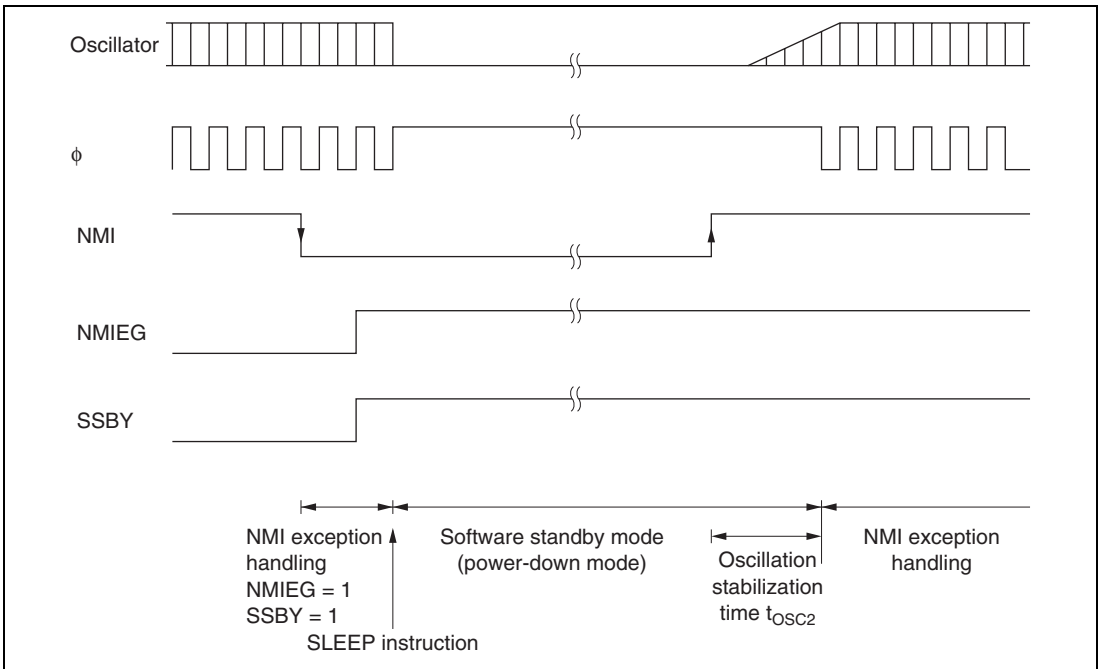 Oscillator
φ
NMI
NMIEG
SSBY
NMI exception
handling
NMIEG = 1
SSBY = 1
SLEEP instruction
Software standby mode
(power-down mode)
Oscillation
stabilization
time tOSC2
NMI exception
handling